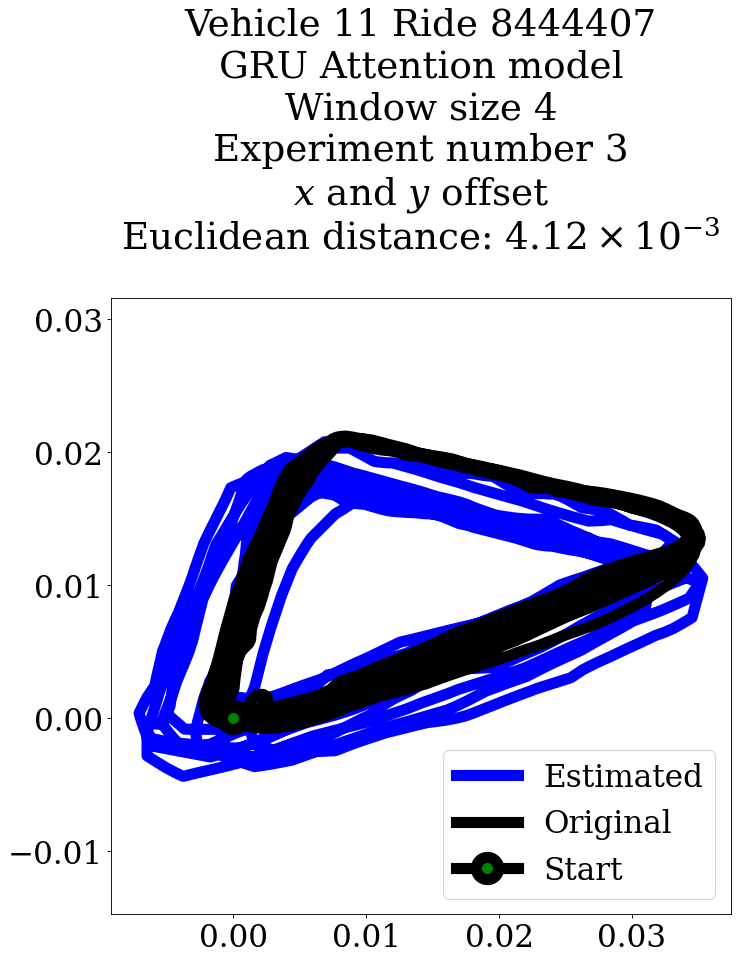 Vehicle 11 Ride 8444407
GRU Attention model
Window size 4
Experiment number 3
x and y offset
Euclidean distance: 4.12 × 10⁻³
0.03
0.02
0.01
0.00
−0.01
Estimated
Original
Start
0.00 0.01 0.02 0.03